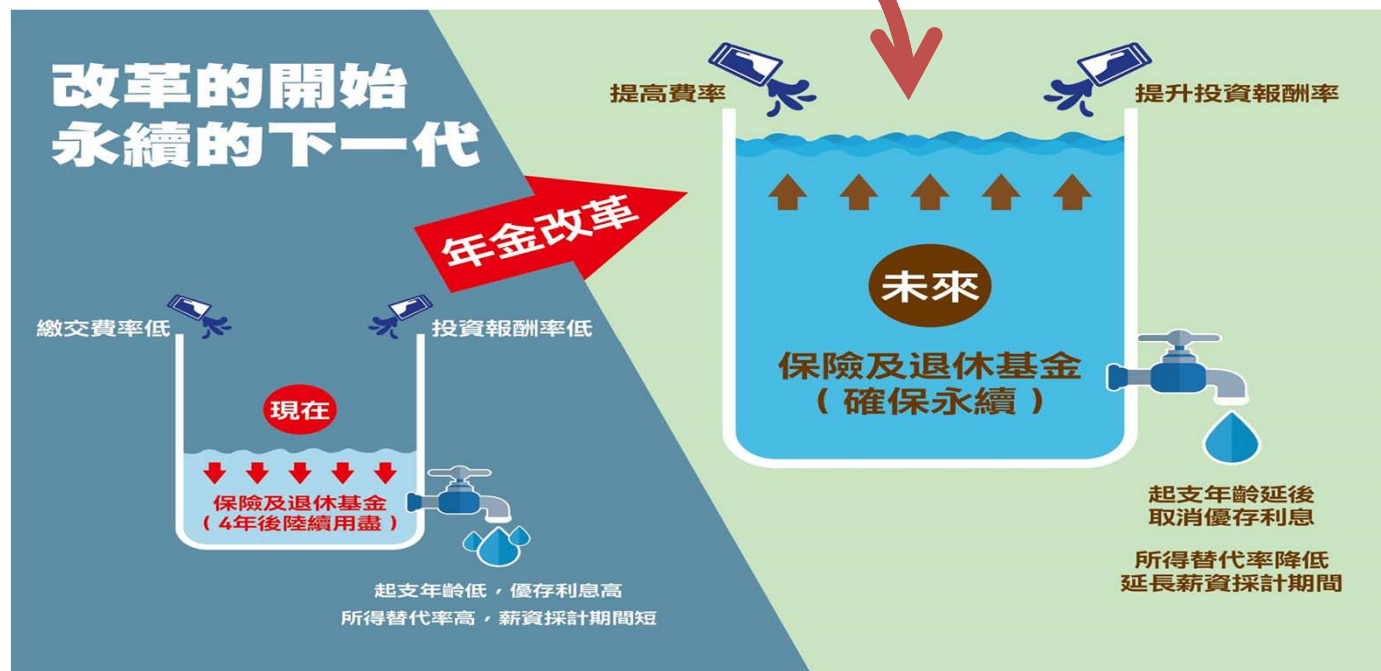 改革的開始
永續的下一代
年金改革
繳交費率低
投資報酬率低
現在
保險及退休基金
（4年後陸續用盡）
起支年齡低，優存利息高
所得替代率高，薪資採計期間短
提高費率
提升投資報酬率
未來
保險及退休基金
（確保永續）
起支年齡延後
取消優存利息
所得替代率降低
延長薪資採計期間